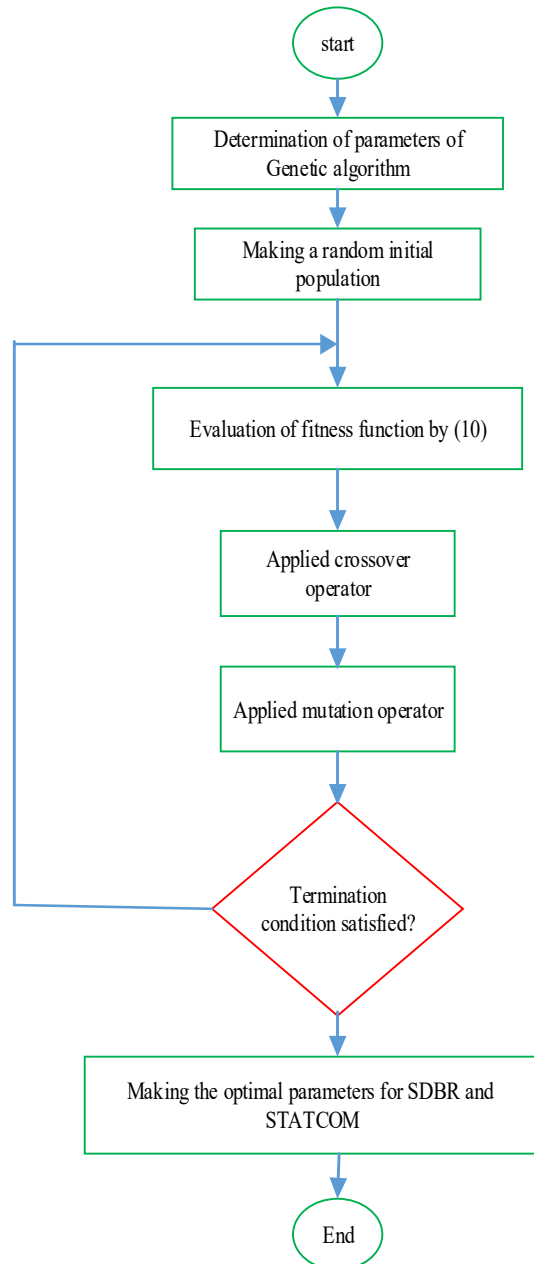 start
Determination of parameters of
Genetic algorithm
Making a random initial
population
Evaluation of fitness function by (10)
Applied crossover
operator
Applied mutation operator
Termination
condition satisfied?
Making the optimal parameters for SDBR and
STATCOM
End